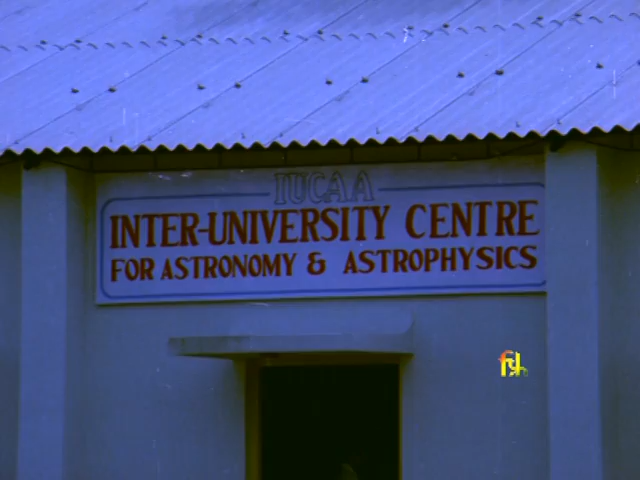 IUCAA
INTER-UNIVERSITY CENTRE
FOR ASTRONOMY & ASTROPHYSICS